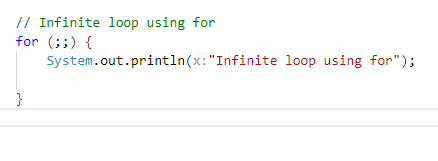 // Infinite loop using for
for (;;) {
    System.out.println(x:"Infinite loop using for");
}